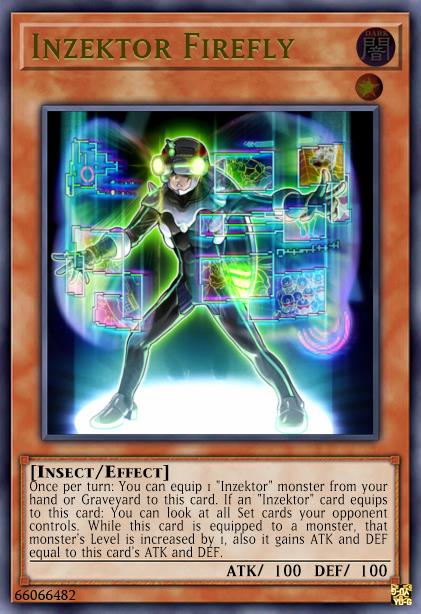 Inzektor Firefly
DARK
闇
[Insect/Effect]
Once per turn: You can equip 1 "Inzektor" monster from your
hand or Graveyard to this card. If an "Inzektor" card equips
to this card: You can look at all Set cards your opponent
controls. While this card is equipped to a monster, that
monster's Level is increased by 1, also it gains ATK and DEF
equal to this card's ATK and DEF.
ATK/ 100 DEF/ 100
66066482